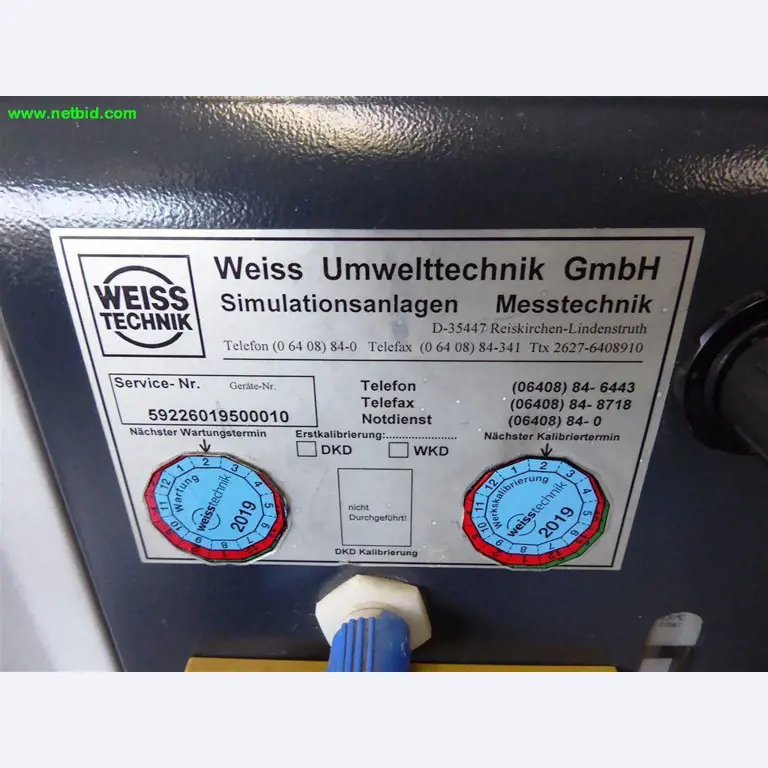 www.netbid.com
WEISS
TECHNIK
Weiss Umwelttechnik GmbH
Simulationsanlagen Messtechnik
D-35447 Reiskirchen-Lindenstruth
Telefon (0 64 08) 84-0 Telefax (0 64 08) 84-341 Ttx 2627-6408910
Service- Nr. Geräte-Nr.
59226019500010
Telefon (06408) 84- 6443
Telefax (06408) 84- 8718
Notdienst (06408) 84- 0
Nächster Wartungstermin
Erstkalibrierung:
Nächster Kalibriertermin
DKD WKD
Wartung
weisstechnik
2019
nicht
Durchgeführt!
DKD Kalibrierung
Werkskalibrierung
weisstechnik
2019